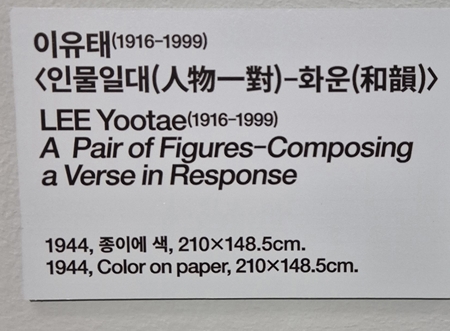 이유태(1916-1999)
〈인물일대(人物一對)-화운(和韻)〉
LEE Yootae(1916-1999)
A Pair of Figures-Composing
a Verse in Response
1944, 종이에 색, 210×148.5cm.
1944, Color on paper, 210×148.5cm.